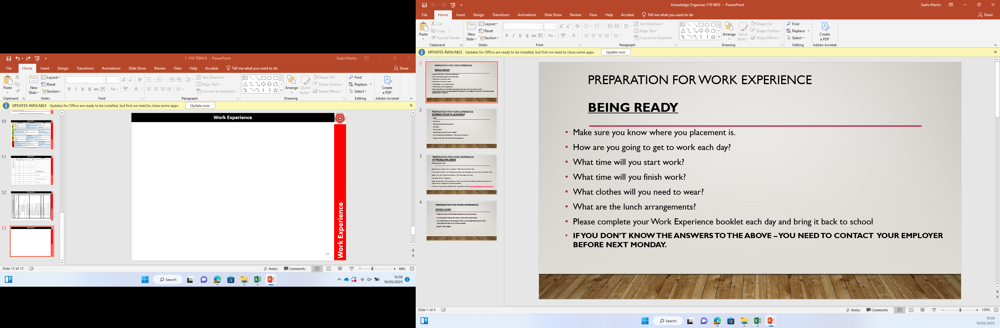 1. Y10 TERM 6 - PowerPoint
Sadie Martin
File Home Insert Design Transitions Animations Slide Show Review View Help Acrobat Tell me what you want to do
Share
Paste
New
Slide
Layout
Reset
Section
Text Direction
Align Text
Convert to SmartArt
Arrange
Quick
Styles
Shape Fill
Shape Outline
Shape Effects
Find
Replace
Select
Create
a PDF
Clipboard Slides Font Paragraph Drawing Editing Adobe Acrobat
UPDATES AVAILABLE Updates for Office are ready to be installed, but first we need to close some apps. Update now
10
11
12
13
Work Experience
Work Experience
13
Slide 13 of 13
Notes Comments 68%
Search
10:39
16/05/2025
2
Knowledge Organiser Y10 WEX - PowerPoint
Sadie Martin
File Home Insert Design Transitions Animations Slide Show Review View Help Acrobat Tell me what you want to do
Share
Paste
Cut
Copy
Format Painter
New
Slide
Layout
Reset
Section
Text Direction
Align Text
Convert to SmartArt
Arrange
Quick
Styles
Shape Fill
Shape Outline
Shape Effects
Find
Replace
Select
Create
a PDF
Clipboard Slides Font Paragraph Drawing Editing Adobe Acrobat
UPDATES AVAILABLE Updates for Office are ready to be installed, but first we need to close some apps. Update now
1
PREPARATION FOR WORK EXPERIENCE
BEING READY
2
PREPARATION FOR WORK EXPERIENCE
DURING YOUR PLACEMENT
3
PREPARATION FOR WORK EXPERIENCE
IF PROBLEMS ARISE
4
PREPARATION FOR WORK EXPERIENCE
GOOD LUCK!!!
PREPARATION FOR WORK EXPERIENCE
BEING READY
• Make sure you know where you placement is.
• How are you going to get to work each day?
• What time will you start work?
• What time will you finish work?
• What clothes will you need to wear?
• What are the lunch arrangements?
• Please complete your Work Experience booklet each day and bring it back to school
• IF YOU DON'T KNOW THE ANSWERS TO THE ABOVE – YOU NEED TO CONTACT YOUR EMPLOYER
BEFORE NEXT MONDAY.
Slide 1 of 4
Notes Comments 109%
Search
10:39
16/05/2025